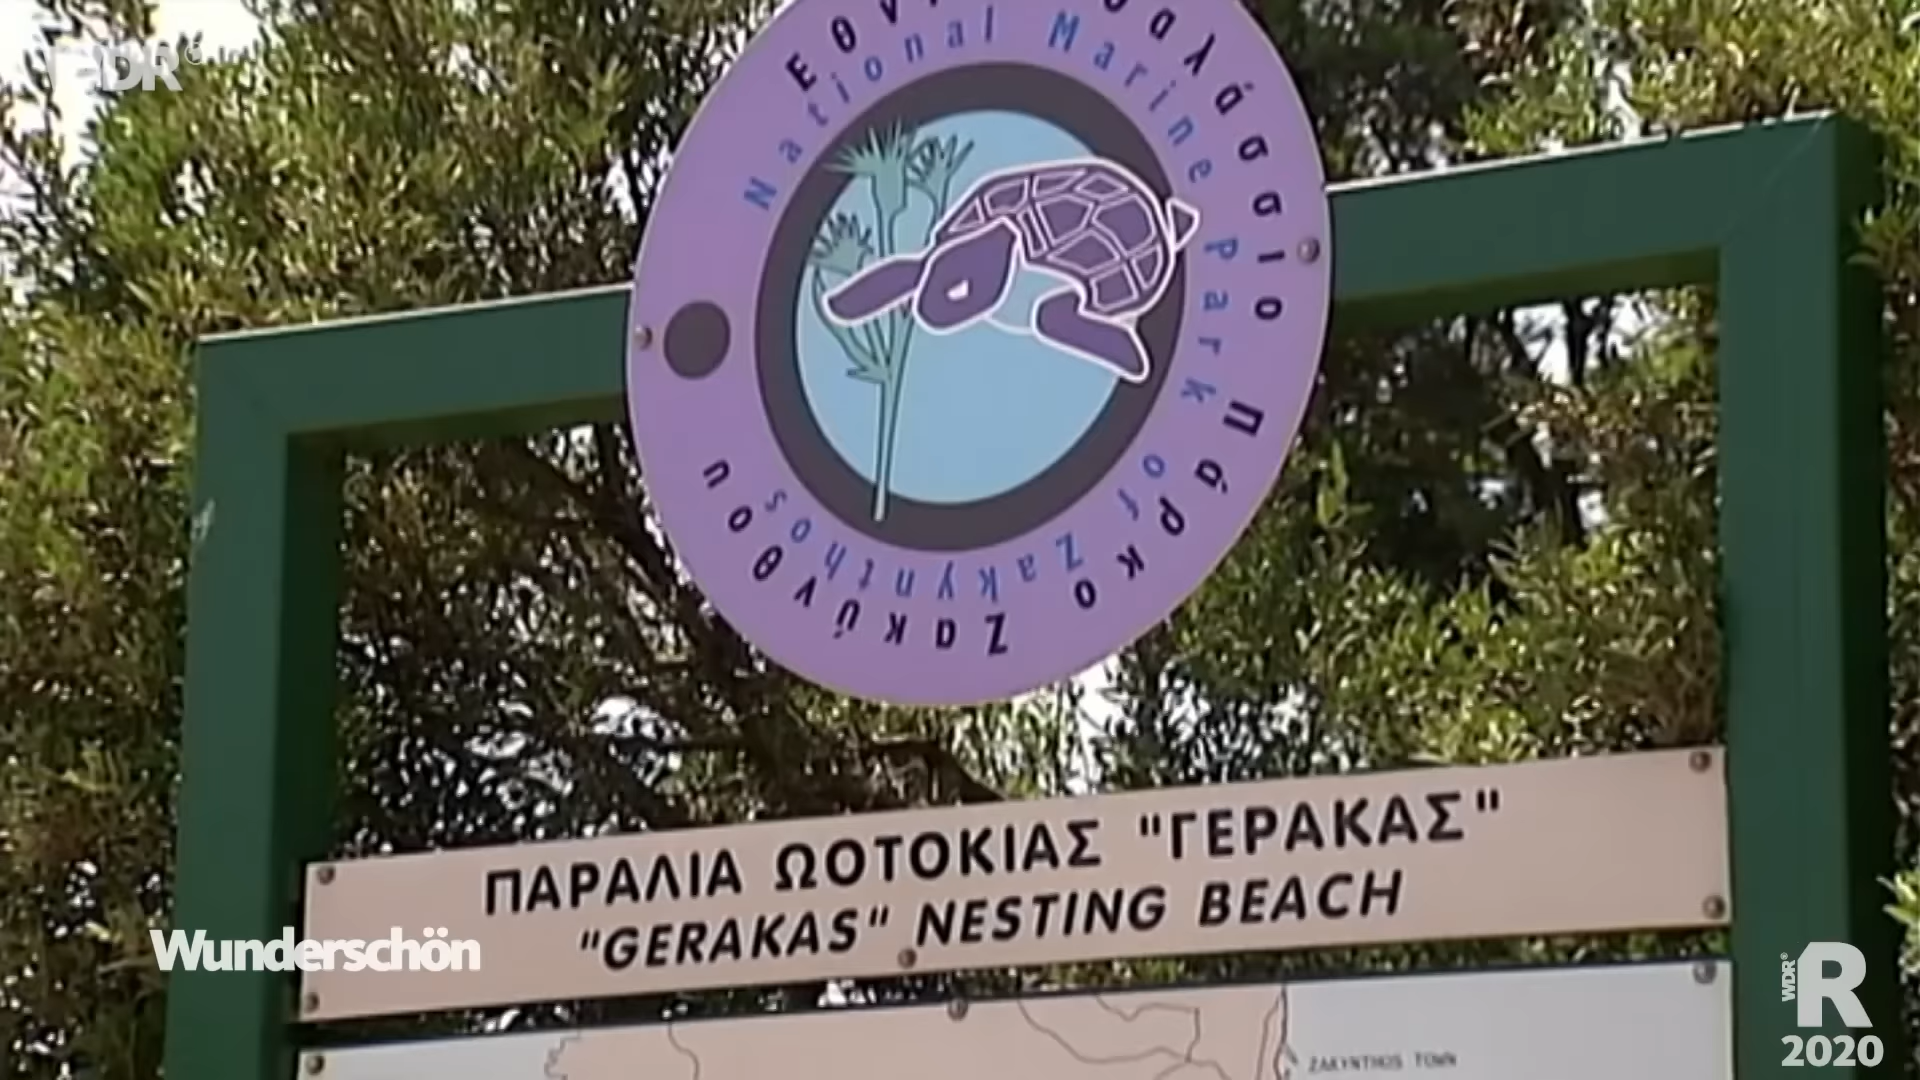 WDR
Εθνικό Θαλάσσιο Πάρκο Ζακύνθου
National Marine Park of Zakynthos
ΠΑΡΑΛΙΑ ΩΟΤΟΚΙΑΣ "ΓΕΡΑΚΑΣ"
"GERAKAS" NESTING BEACH
Wunderschön
ZAKYNTHOS TOWN
WDR® R
2020